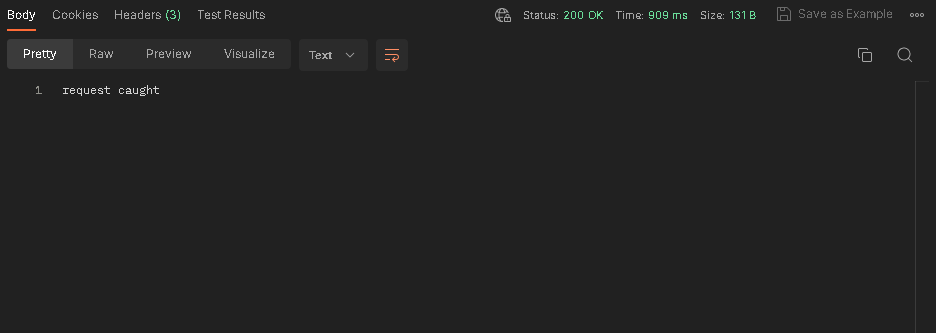 Body Cookies Headers (3) Test Results Status: 200 OK Time: 909 ms Size: 131 B Save as Example
Pretty Raw Preview Visualize Text
1 request caught